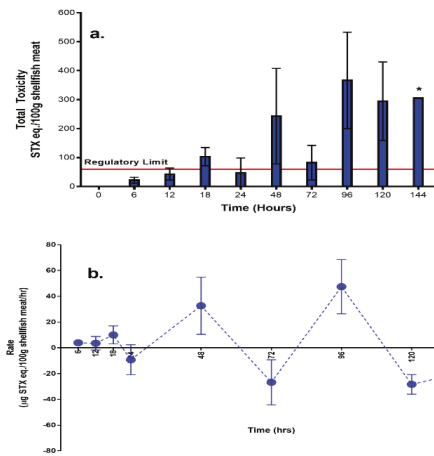 a.
600
500
400
300
200
100
0
Total Toxicity
STX eq./100g shellfish meat
Regulatory Limit
*
0 6 12 18 24 48 72 96 120 144
Time (Hours)
b.
80
60
40
20
0
-20
-40
-60
-80
Rate
(µg STX eq./100g shellfish meat/hr)
6 12 18 24 48 72 96 120
Time (hrs)